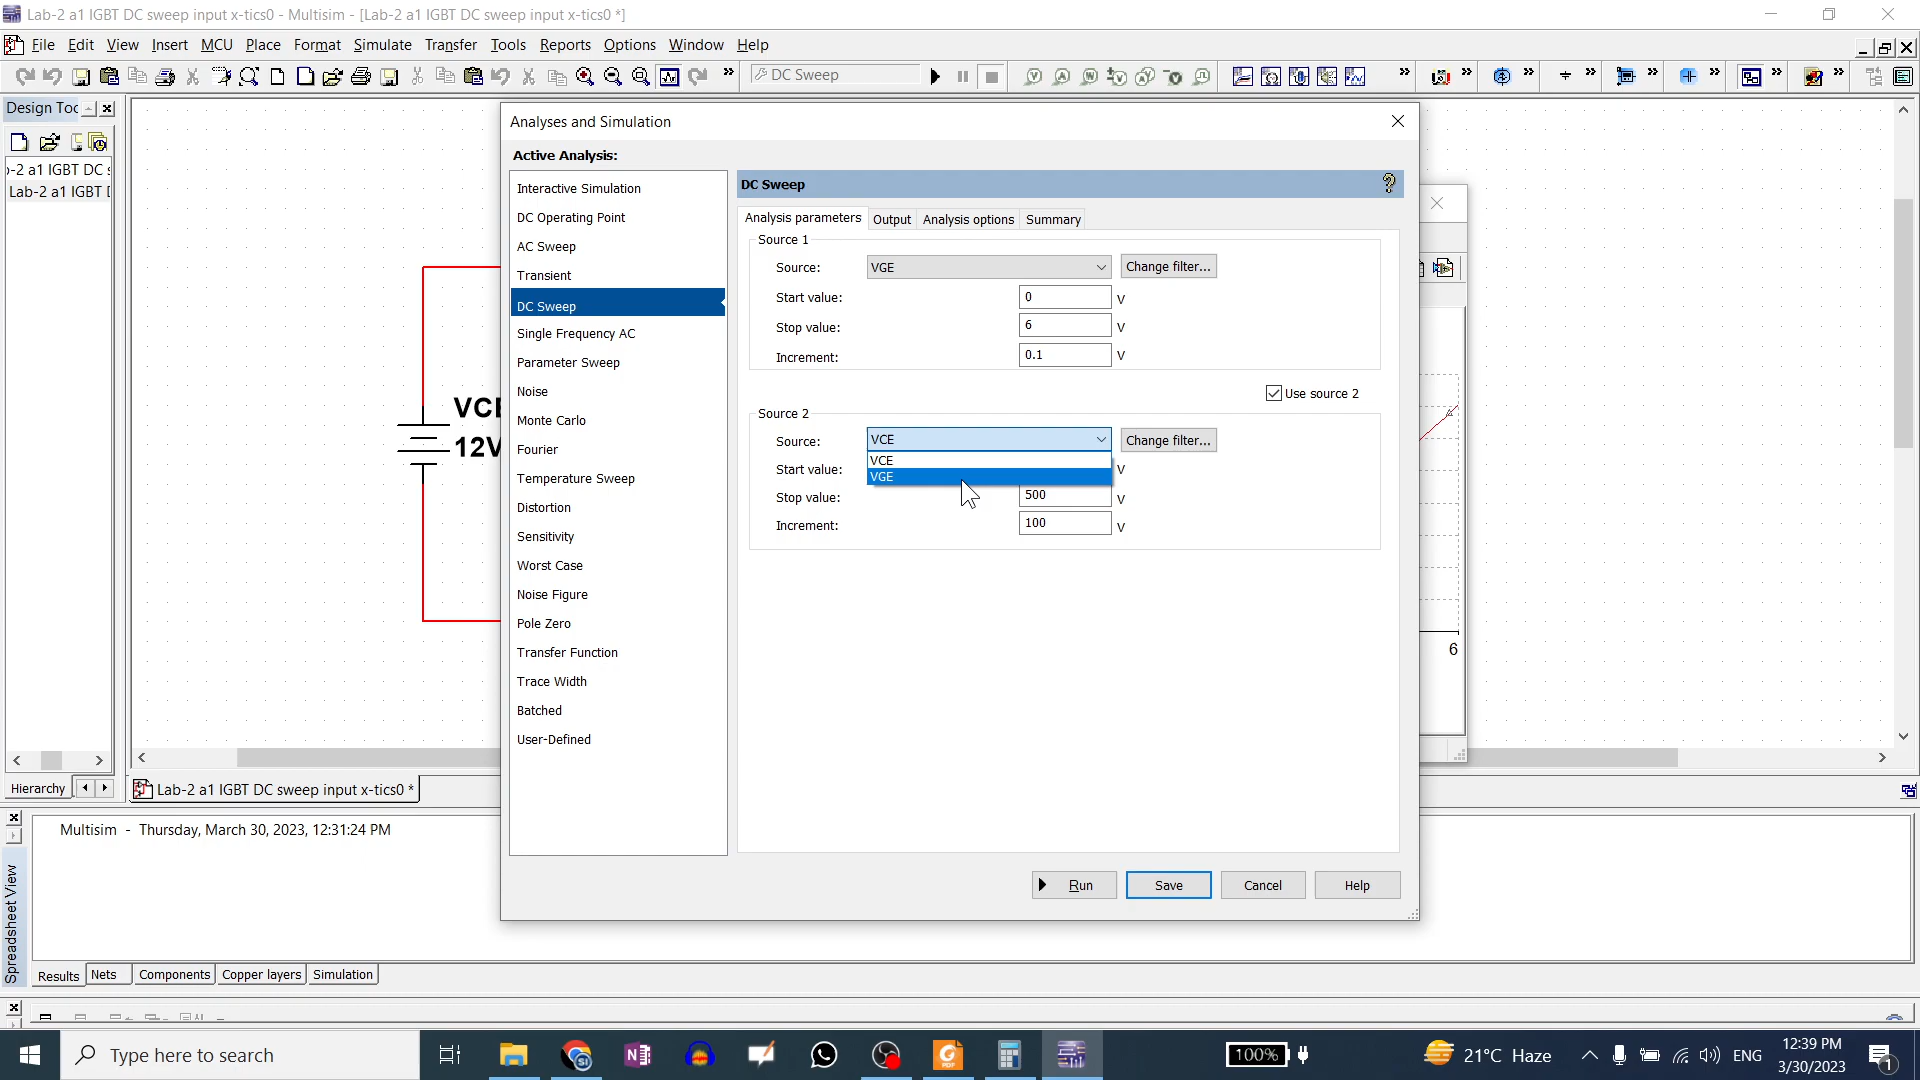 Lab-2 a1 IGBT DC sweep input x-tics0 - Multisim - [Lab-2 a1 IGBT DC sweep input x-tics0 *]
File Edit View Insert MCU Place Format Simulate Transfer Tools Reports Options Window Help
DC Sweep
Design Too
-2 a1 IGBT DC
Lab-2 a1 IGBT
VCE
12V
Analyses and Simulation
Active Analysis:
Interactive Simulation
DC Operating Point
AC Sweep
Transient
DC Sweep
Single Frequency AC
Parameter Sweep
Noise
Monte Carlo
Fourier
Temperature Sweep
Distortion
Sensitivity
Worst Case
Noise Figure
Pole Zero
Transfer Function
Trace Width
Batched
User-Defined
DC Sweep
Analysis parameters Output Analysis options Summary
Source 1
Source: VGE Change filter...
Start value: 0 V
Stop value: 6 V
Increment: 0.1 V
Use source 2
Source 2
Source: VCE Change filter...
VCE
VGE
Start value: V
Stop value: 500 V
Increment: 100 V
Run Save Cancel Help
6
Hierarchy
Lab-2 a1 IGBT DC sweep input x-tics0 *
Multisim - Thursday, March 30, 2023, 12:31:24 PM
Spreadsheet View
Results Nets Components Copper layers Simulation
Type here to search
100%
21°C Haze
ENG
12:39 PM
3/30/2023
1